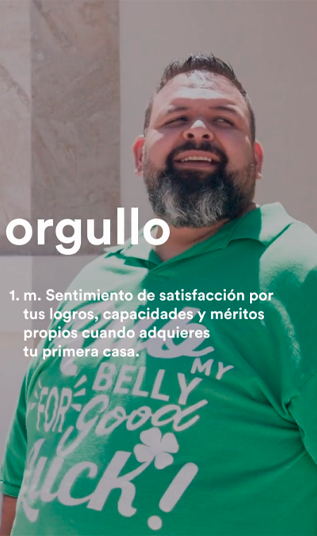 orgullo
1. m. Sentimiento de satisfacción por
tus logros, capacidades y méritos
propios cuando adquieres
tu primera casa.
MY
BELLY
FOR Good
Luck!